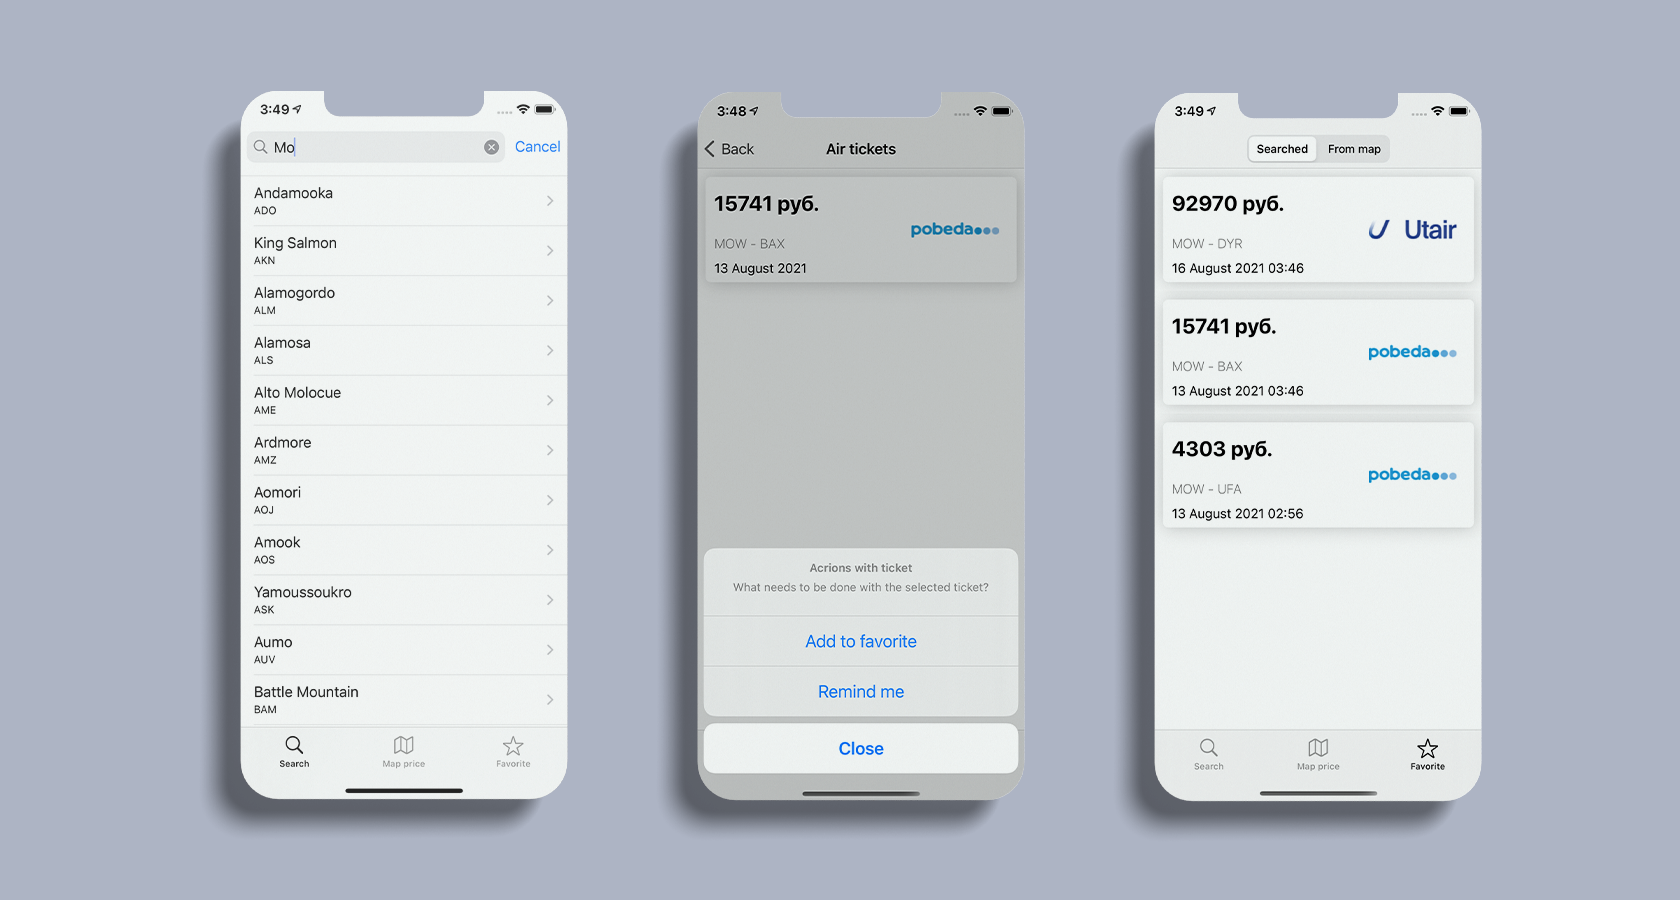 3:49
Mo
Cancel
Andamooka
ADO
King Salmon
AKN
Alamogordo
ALM
Alamosa
ALS
Alto Molocue
AME
Ardmore
AMZ
Aomori
AOJ
Amook
AOS
Yamoussoukro
ASK
Aumo
AUV
Battle Mountain
BAM
Search
Map price
Favorite
3:48
Back
Air tickets
15741 руб.
pobeda
MOW - BAX
13 August 2021
Acrions with ticket
What needs to be done with the selected ticket?
Add to favorite
Remind me
Close
3:49
Searched
From map
92970 руб.
Utair
MOW - DYR
16 August 2021 03:46
15741 руб.
pobeda
MOW - BAX
13 August 2021 03:46
4303 руб.
pobeda
MOW - UFA
13 August 2021 02:56
Search
Map price
Favorite